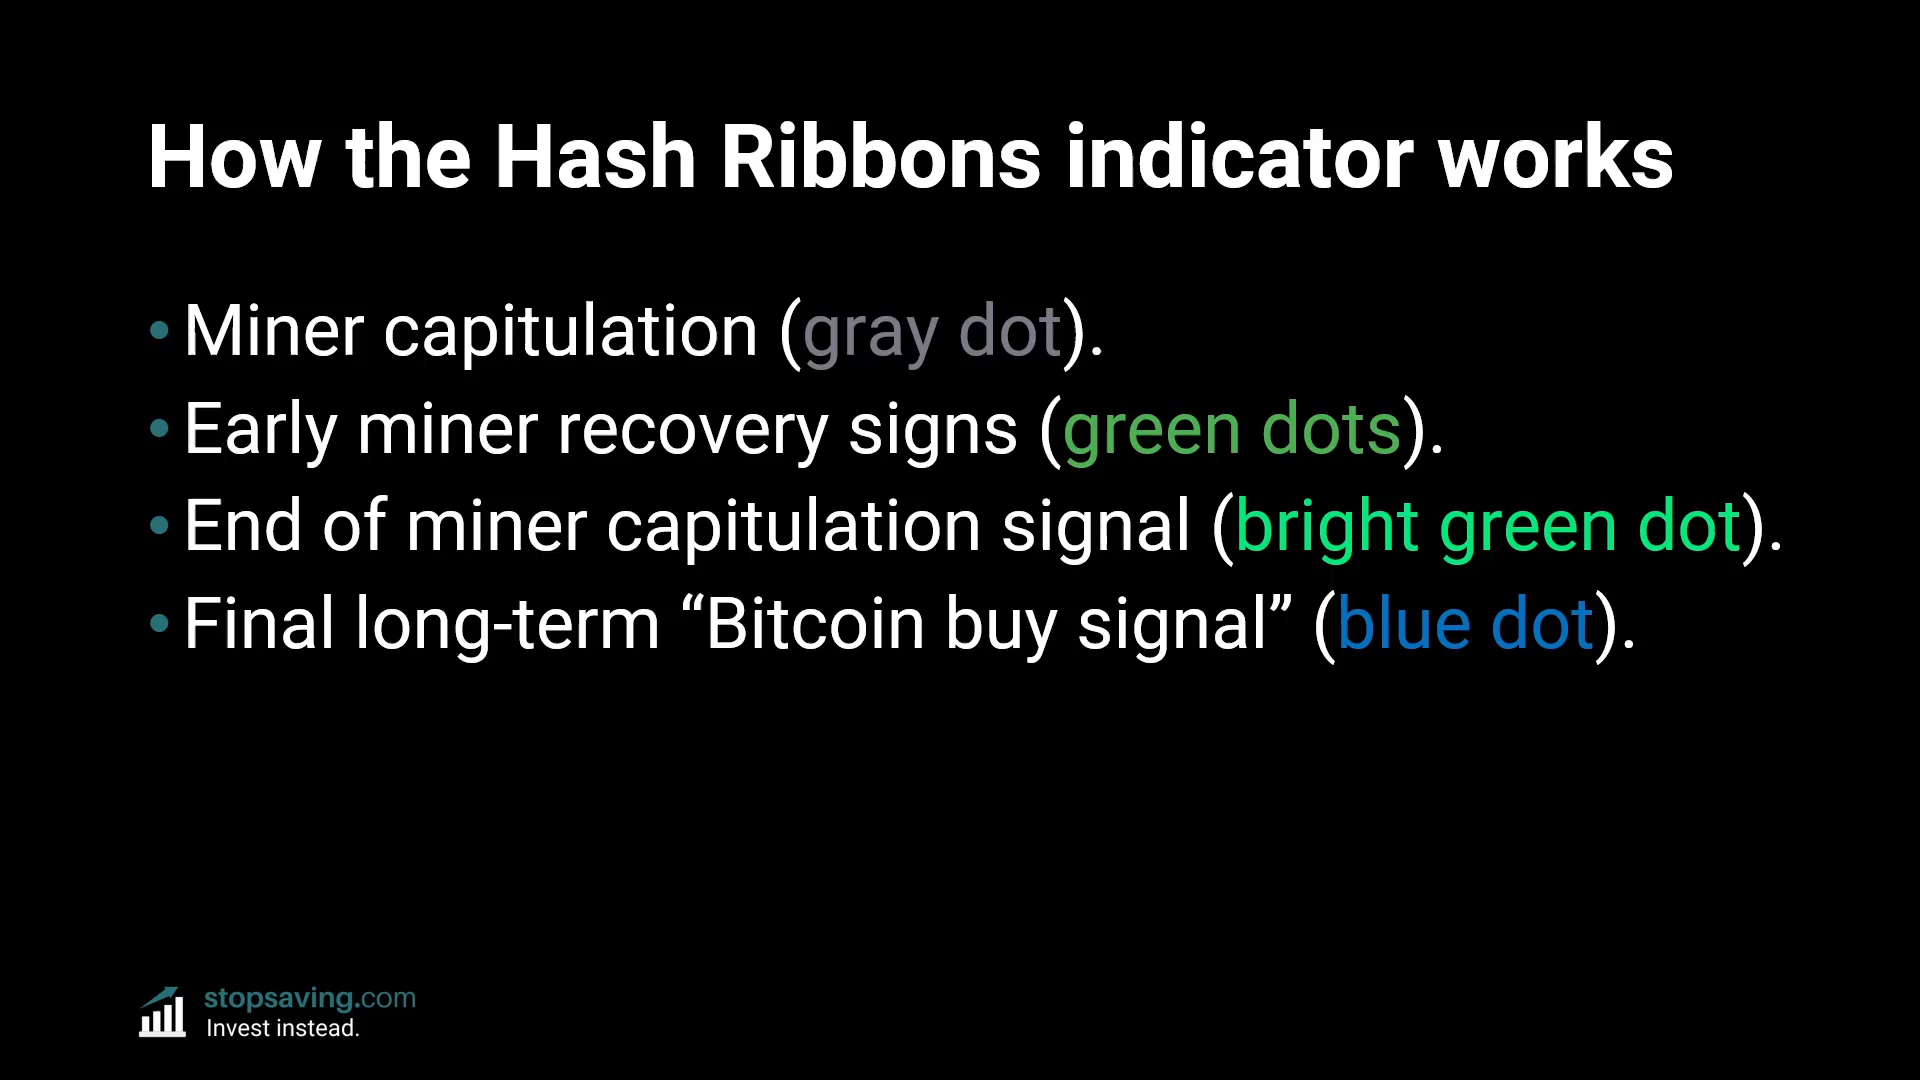 How the Hash Ribbons indicator works
• Miner capitulation (gray dot).
• Early miner recovery signs (green dots).
• End of miner capitulation signal (bright green dot).
• Final long-term “Bitcoin buy signal” (blue dot).
stopsaving.com
Invest instead.